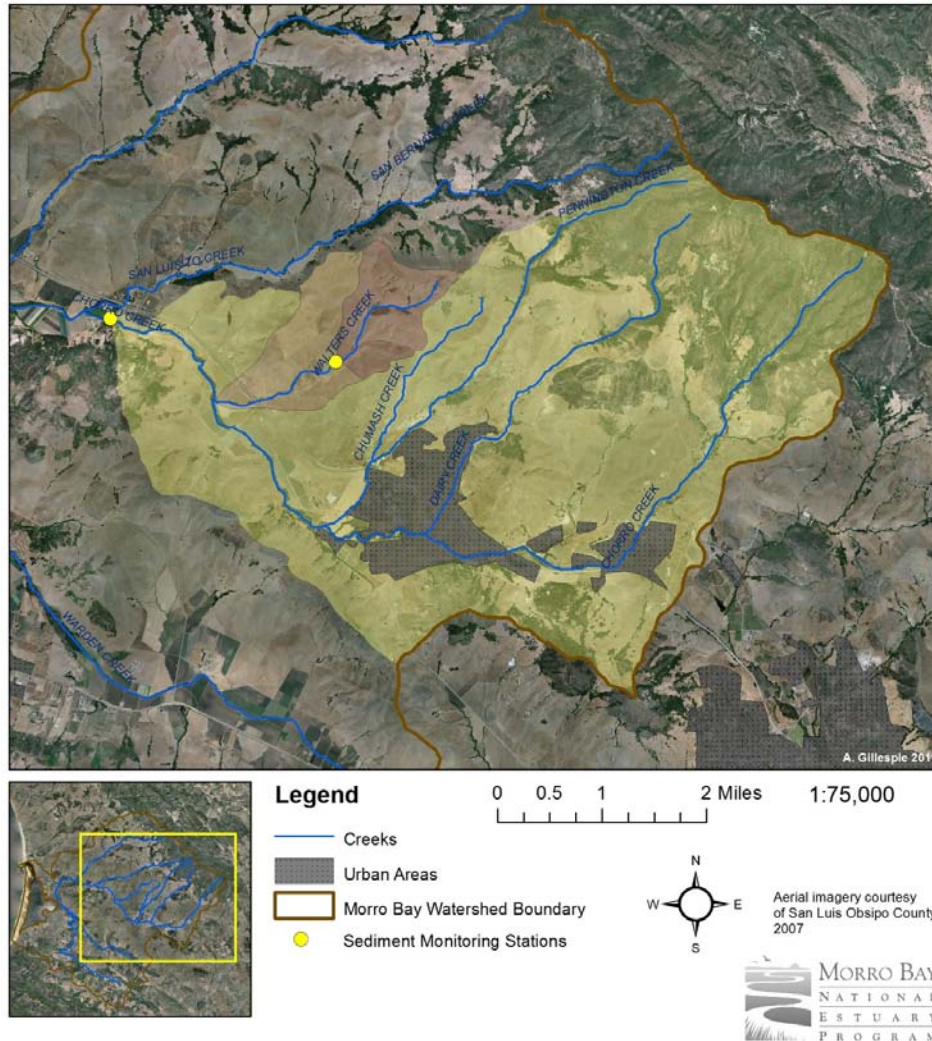 SAN BERNARDO CREEK
PENNINGTON CREEK
SAN LUISITO CREEK
CHORRO CREEK
WALTERS CREEK
CHUMASH CREEK
DAIRY CREEK
CHORRO CREEK
WARDEN CREEK
A. Gillespie 201
Legend
Creeks
Urban Areas
Morro Bay Watershed Boundary
Sediment Monitoring Stations
0 0.5 1 2 Miles
1:75,000
N
W E
S
Aerial imagery courtesy
of San Luis Obsipo County
2007
MORRO BAY
NATIONAL
ESTUARY
PROGRAM